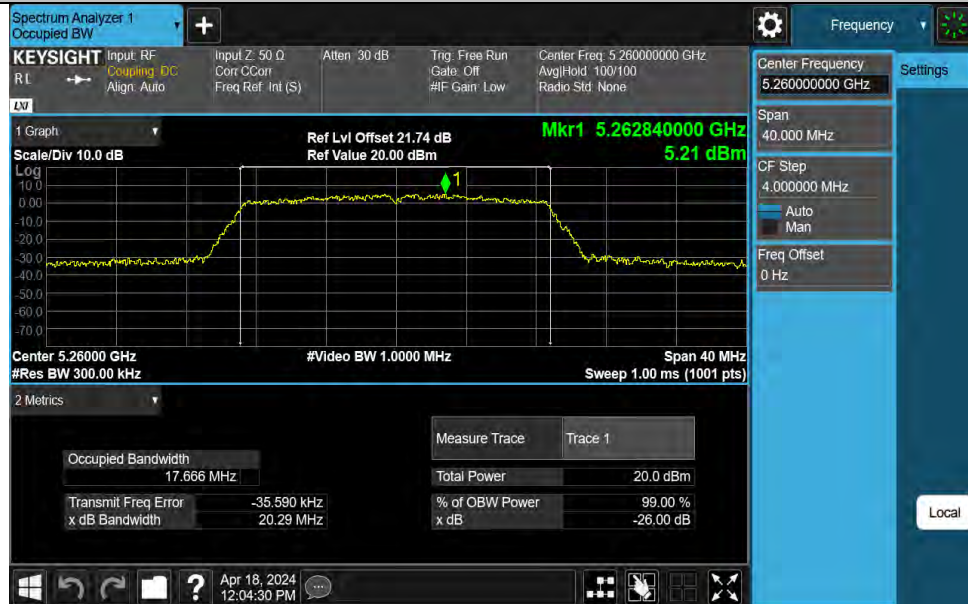 Spectrum Analyzer 1
Occupied BW
+
Frequency
KEYSIGHT
Input: RF
Coupling: DC
Align: Auto
Input Z: 50 Ω
Corr CCorr
Freq Ref: Int (S)
Atten: 30 dB
Trig: Free Run
Gate: Off
#IF Gain: Low
Center Freq: 5.260000000 GHz
Avg|Hold: 100/100
Radio Std: None
LXI
Center Frequency
5.260000000 GHz
Settings
Span
40.000 MHz
CF Step
4.000000 MHz
Auto
Man
Freq Offset
0 Hz
1 Graph
Scale/Div 10.0 dB
Ref Lvl Offset 21.74 dB
Ref Value 20.00 dBm
Mkr1 5.262840000 GHz
5.21 dBm
Log
10.0
0.00
-10.0
-20.0
-30.0
-40.0
-50.0
-60.0
-70.0
1
Center 5.26000 GHz
#Video BW 1.0000 MHz
Span 40 MHz
#Res BW 300.00 kHz
Sweep 1.00 ms (1001 pts)
2 Metrics
Measure Trace Trace 1
Occupied Bandwidth
17.666 MHz
Total Power 20.0 dBm
Transmit Freq Error -35.590 kHz
% of OBW Power 99.00 %
x dB Bandwidth 20.29 MHz
x dB -26.00 dB
Local
?
Apr 18, 2024
12:04:30 PM